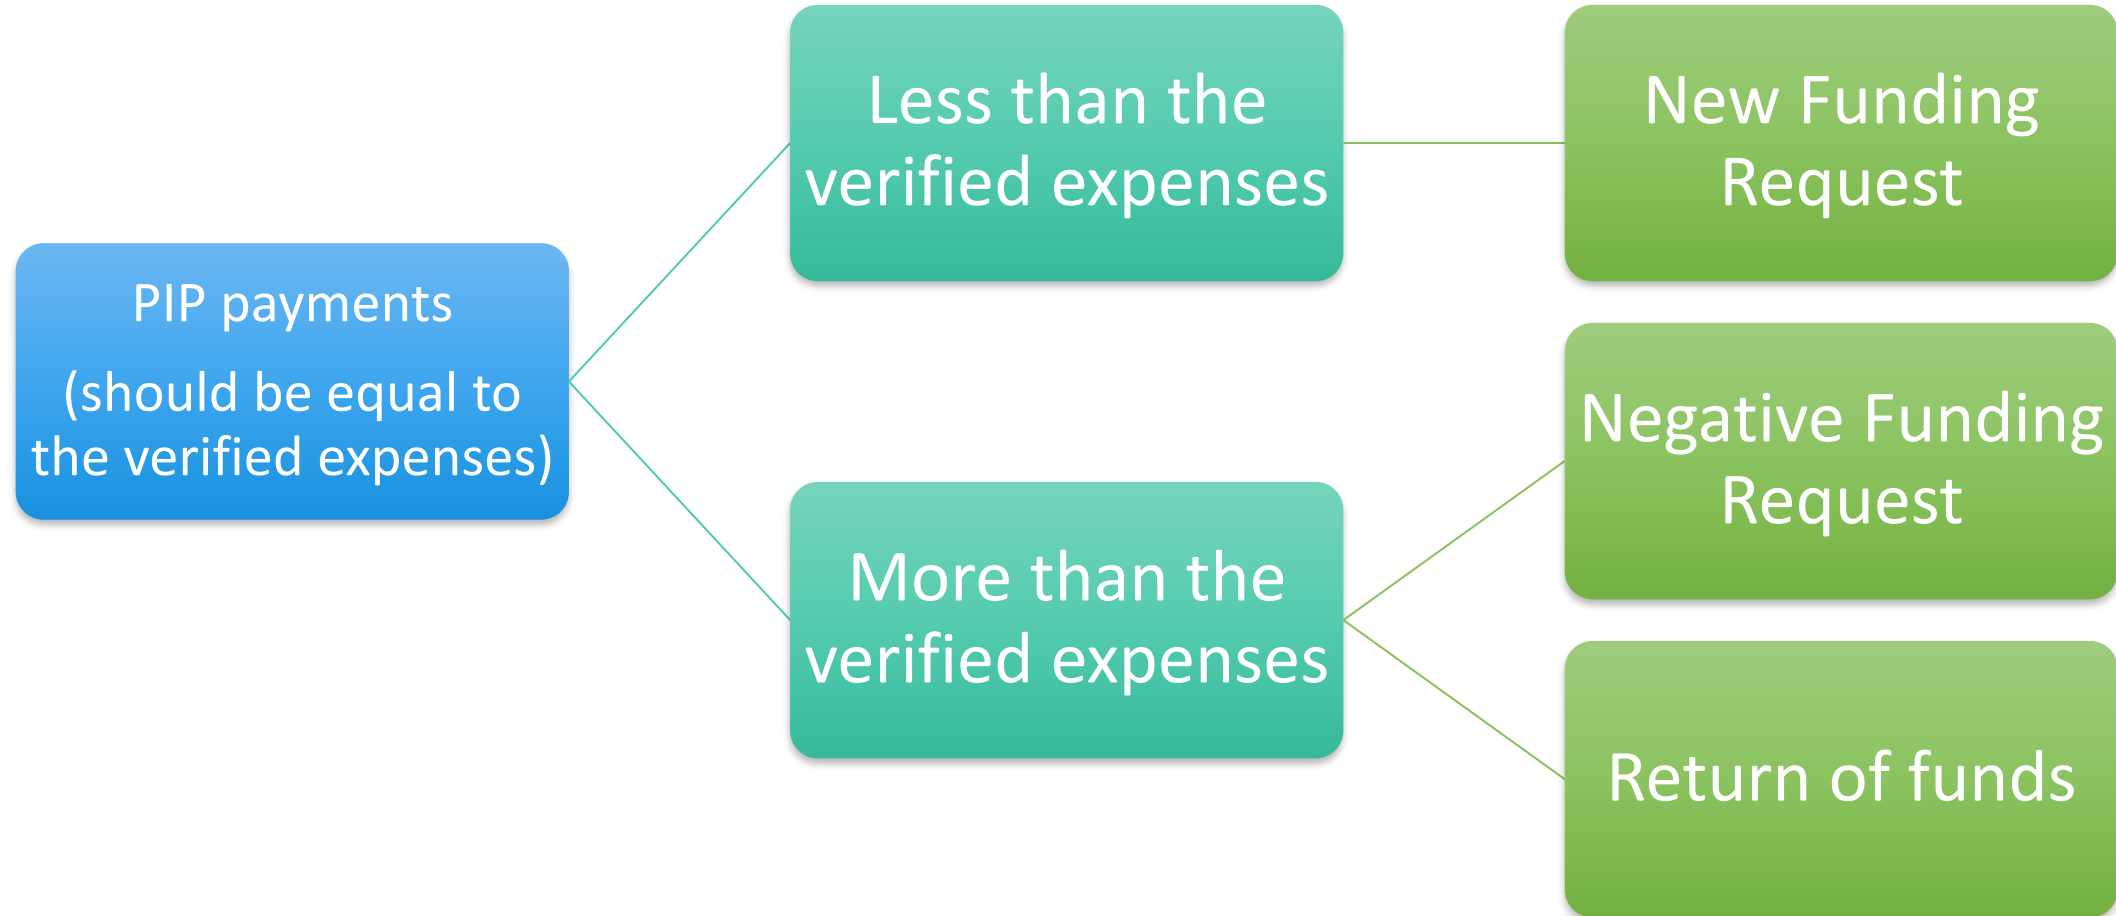 PIP payments
(should be equal to
the verified expenses)
Less than the
verified expenses
More than the
verified expenses
New Funding
Request
Negative Funding
Request
Return of funds